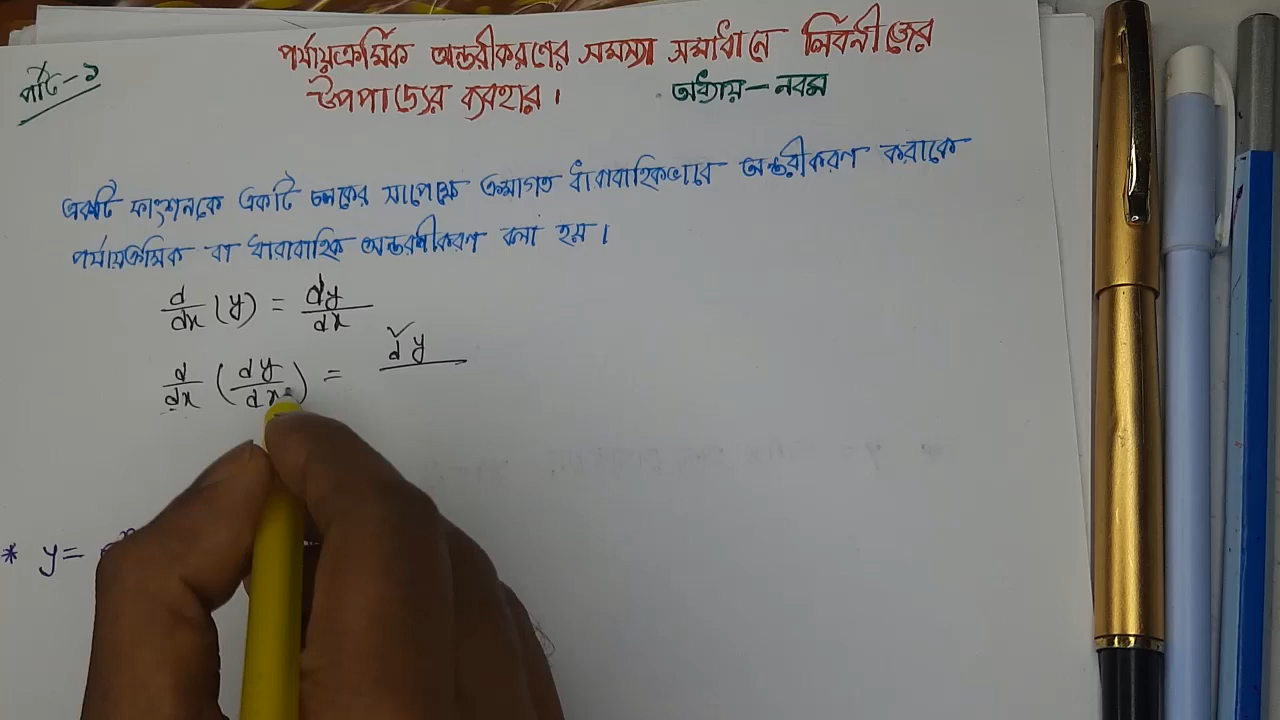 পার্ট-১
পর্যায়ক্রমিক অন্তরীকরণের সমস্যা সমাধানে লিবনীজের
উপপাদ্যের ব্যবহার। অধ্যায়-নবম
একটি ফাংশনকে একটি চলকের সাপেক্ষে ক্রমাগত ধারাবাহিকভাবে অন্তরীকরণ করাকে
পর্যায়ক্রমিক বা ধারাবাহিক অন্তরীকরণ বলা হয়।
d/dx (y) = dy/dx
d/dx (dy/dx) = d²y
* y =